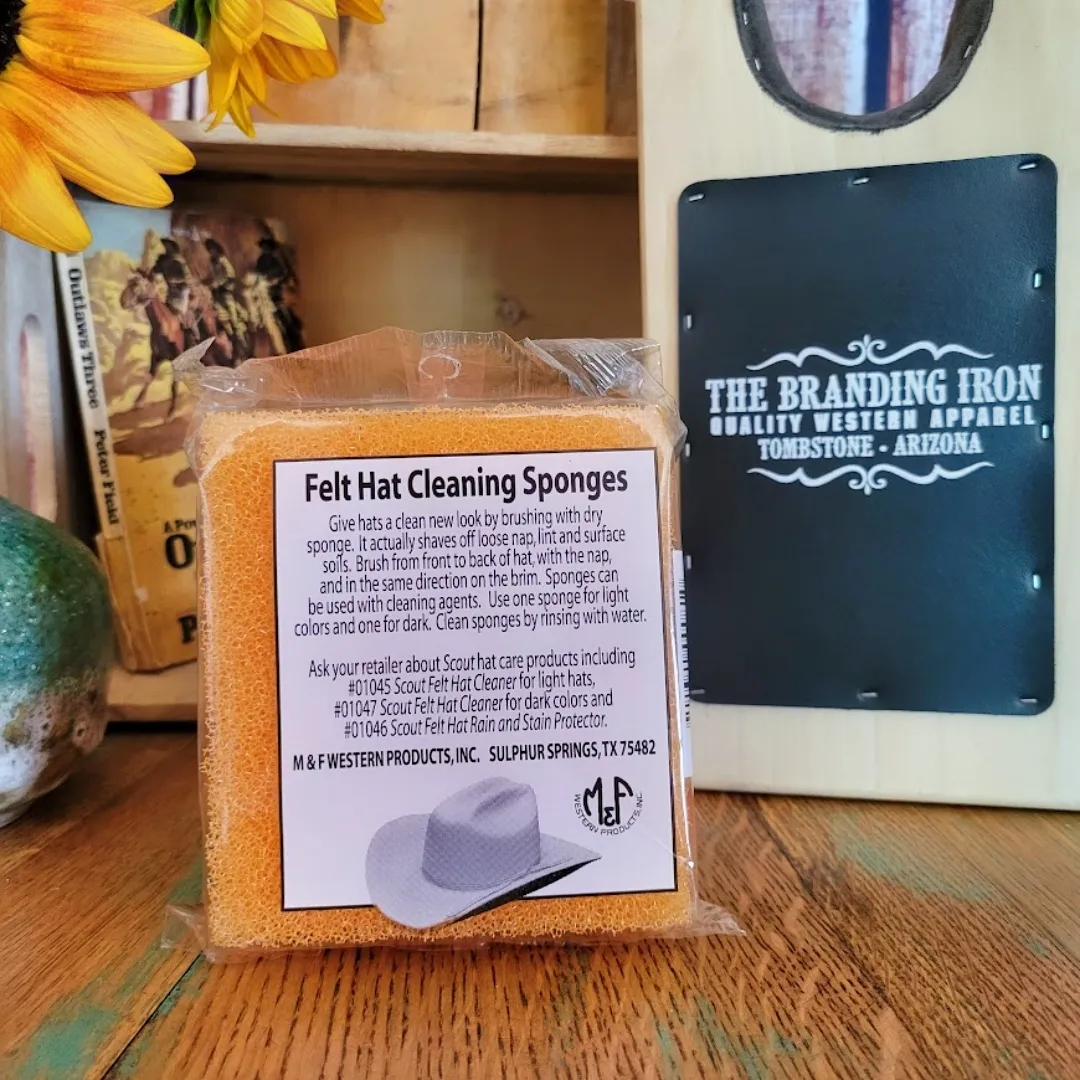 Outlaws Three
Peter Field
THE BRANDING IRON
QUALITY WESTERN APPAREL
TOMBSTONE - ARIZONA
Felt Hat Cleaning Sponges
Give hats a clean new look by brushing with dry
sponge. It actually shaves off loose nap, lint and surface
soils. Brush from front to back of hat, with the nap,
and in the same direction on the brim. Sponges can
be used with cleaning agents. Use one sponge for light
colors and one for dark. Clean sponges by rinsing with water.
Ask your retailer about Scout hat care products including
#01045 Scout Felt Hat Cleaner for light hats,
#01047 Scout Felt Hat Cleaner for dark colors and
#01046 Scout Felt Hat Rain and Stain Protector.
M & F WESTERN PRODUCTS, INC. SULPHUR SPRINGS, TX 75482
M&F
WESTERN PRODUCTS, INC.